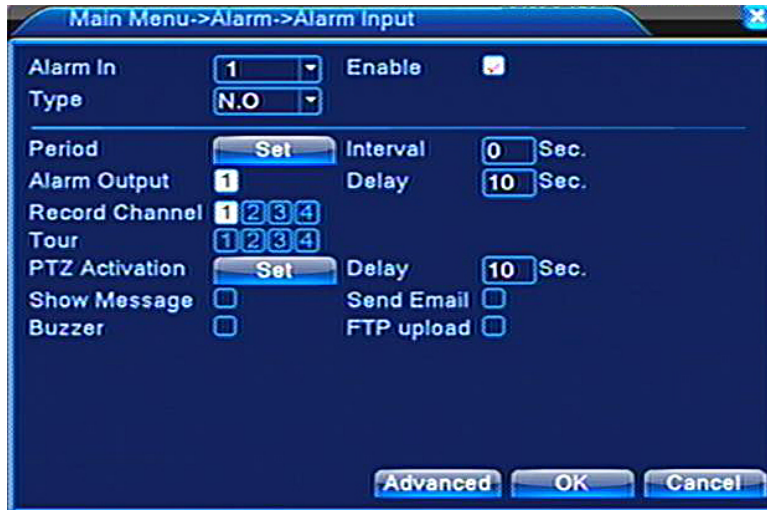 Main Menu->Alarm->Alarm Input
Alarm In 1 Enable
Type N.O
Period Set Interval 0 Sec.
Alarm Output 1 Delay 10 Sec.
Record Channel 1 2 3 4
Tour 1 2 3 4
PTZ Activation Set Delay 10 Sec.
Show Message Send Email
Buzzer FTP upload
Advanced OK Cancel